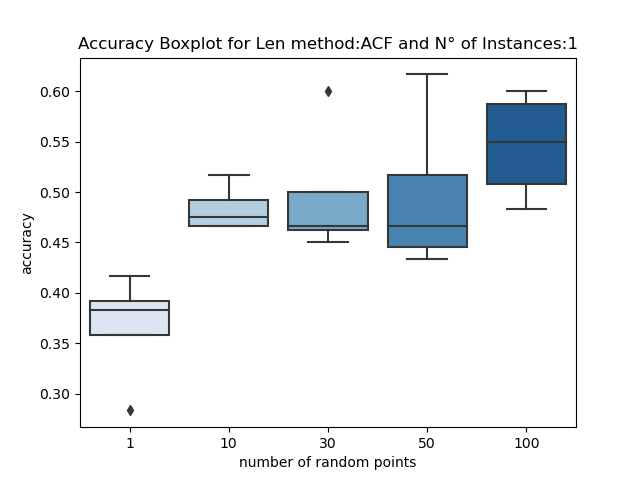 Accuracy Boxplot for Len method:ACF and N° of Instances:1
0.60
0.55
0.50
0.45
0.40
0.35
0.30
accuracy
1 10 30 50 100
number of random points